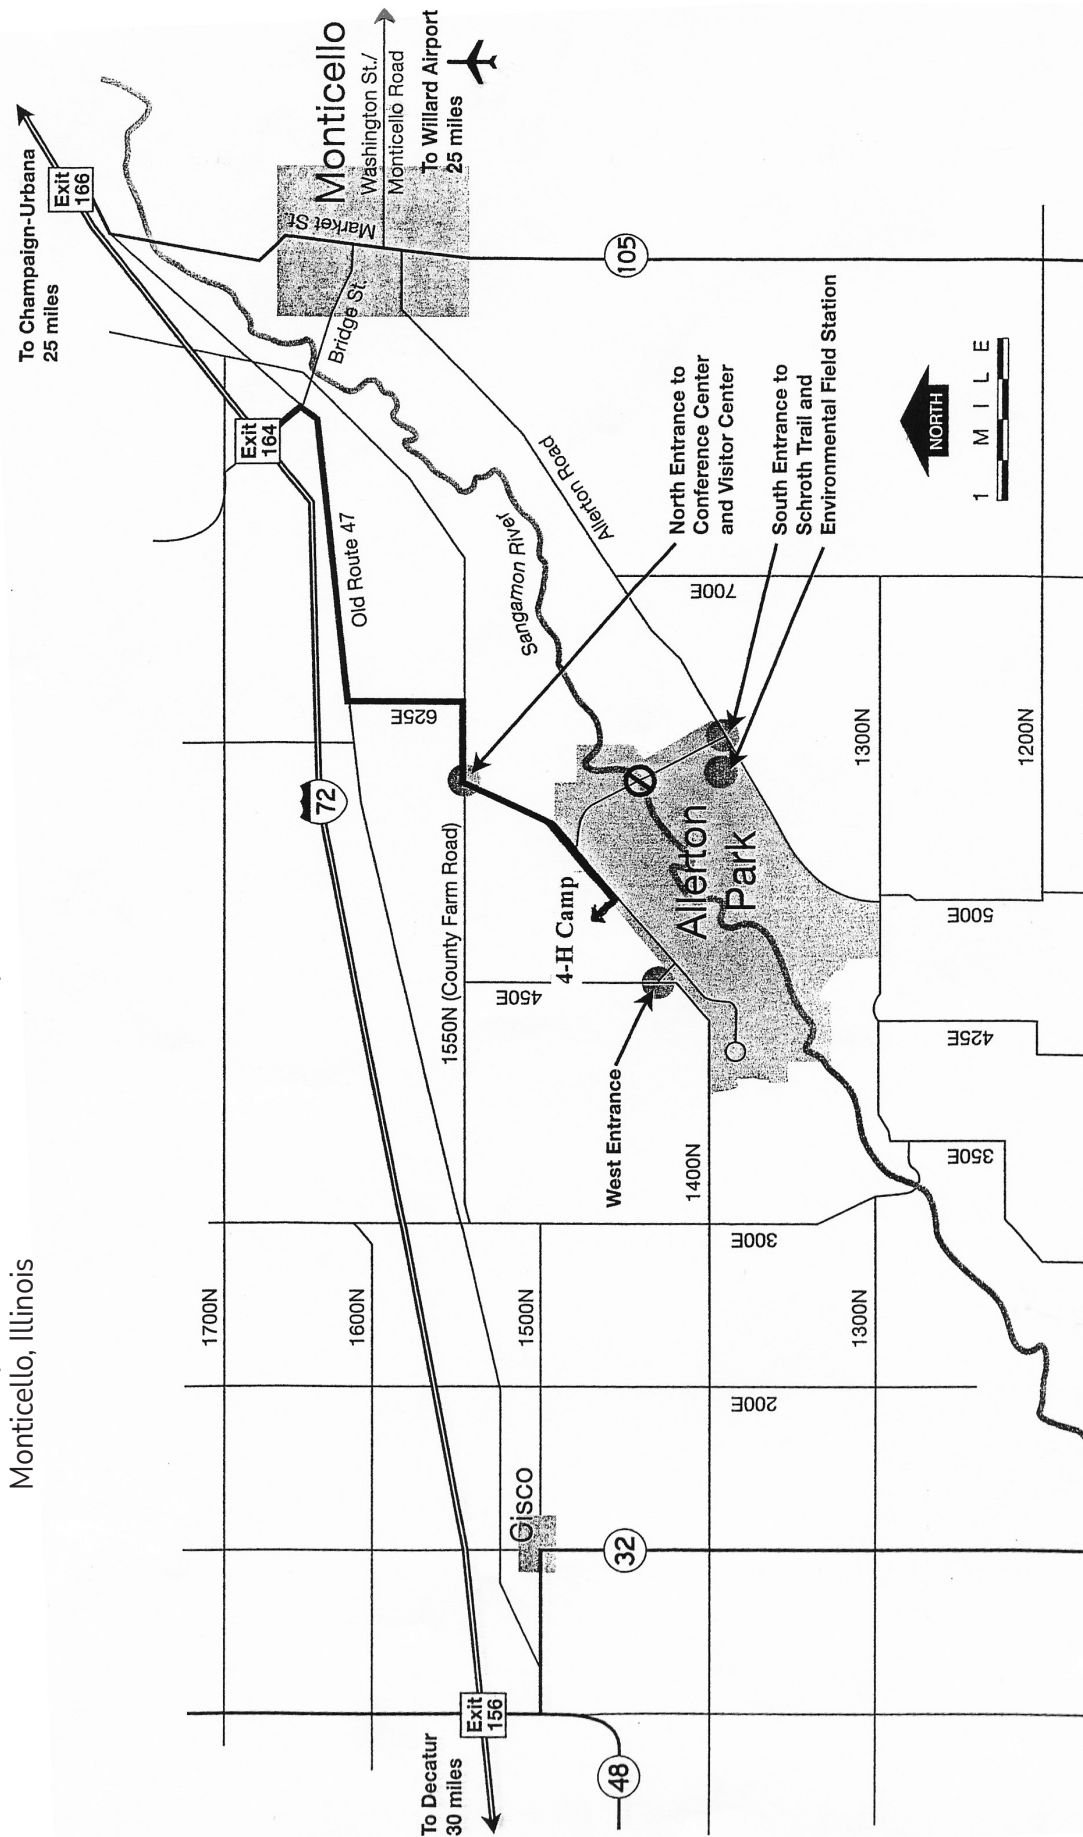 Monticello, Illinois
To Champaign-Urbana
25 miles
Exit
166
Monticello
Washington St./
Monticello Road
To Willard Airport
25 miles
Market St.
Bridge St.
105
Exit
164
Old Route 47
Sangamon River
Allerton Road
North Entrance to
Conference Center
and Visitor Center
South Entrance to
Schroth Trail and
Environmental Field Station
NORTH
1 MILE
625E
700E
72
1550N (County Farm Road)
4-H Camp
Allerton
Park
1300N
1200N
500E
450E
425E
West Entrance
1400N
350E
300E
1700N
1600N
1500N
1300N
200E
Cisco
32
Exit
156
To Decatur
30 miles
48